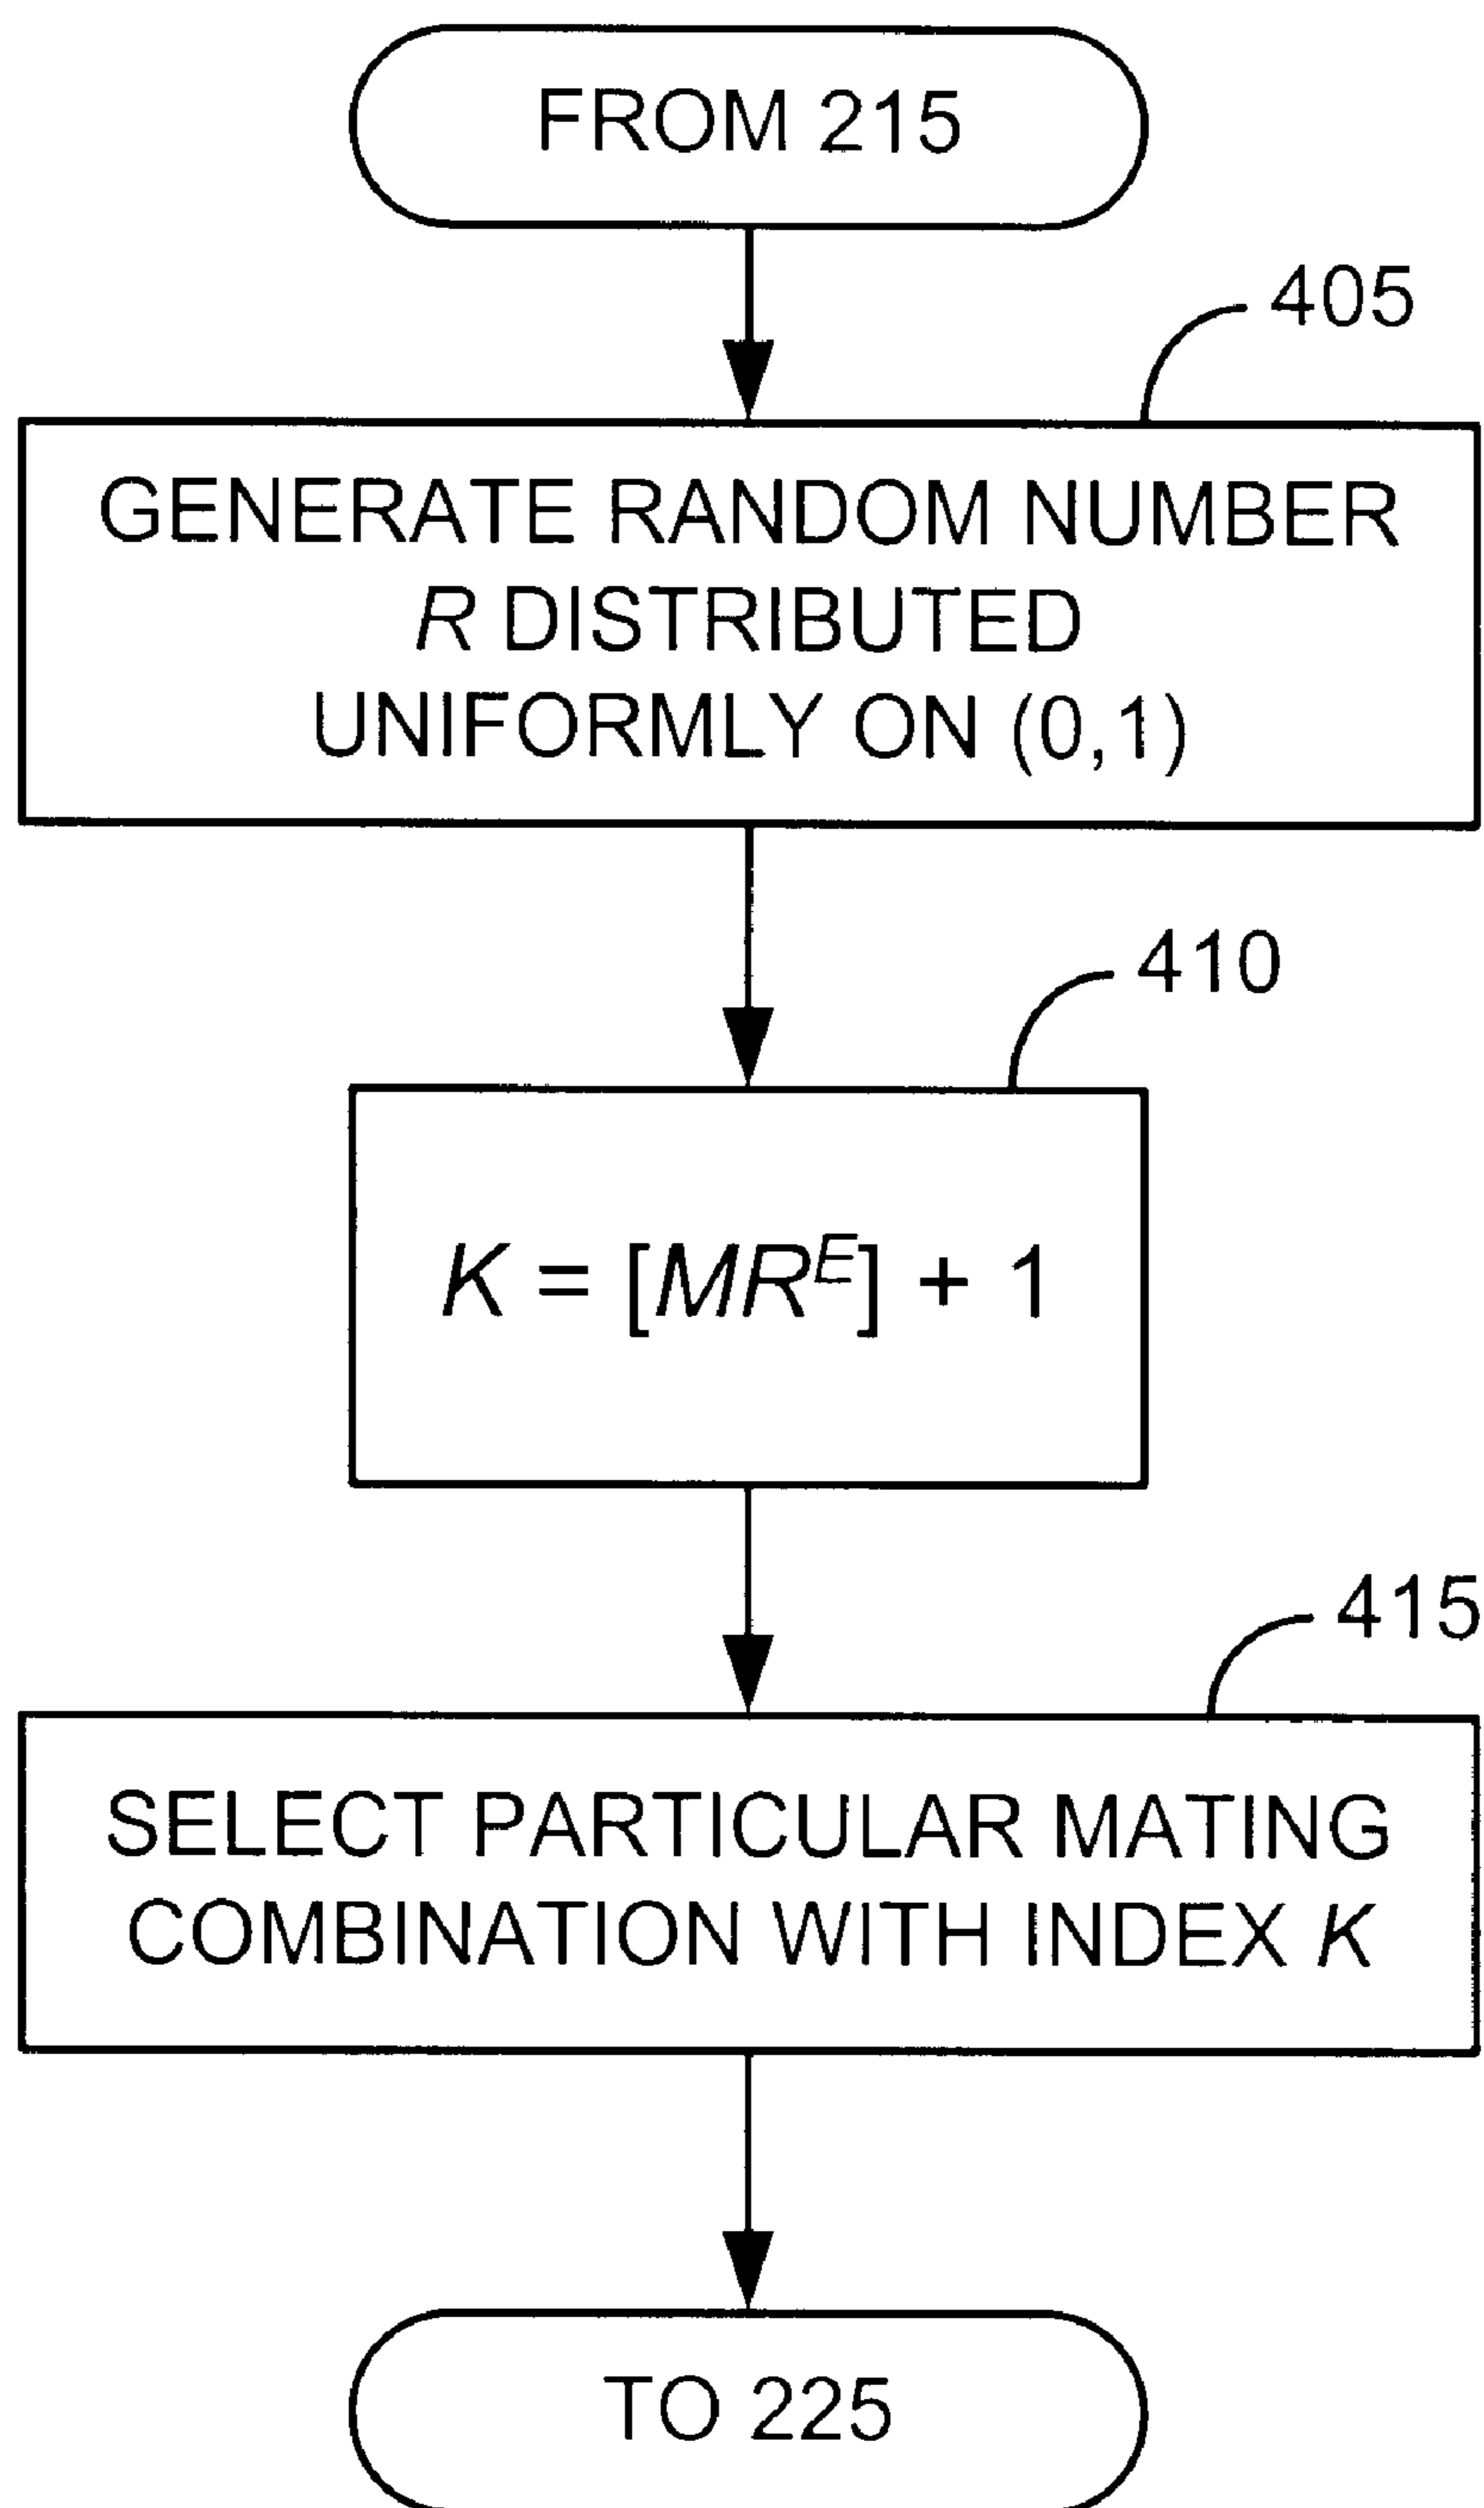 FROM 215
405
GENERATE RANDOM NUMBER
R DISTRIBUTED
UNIFORMLY ON (0,1)
410
K = [MR^E] + 1
415
SELECT PARTICULAR MATING
COMBINATION WITH INDEX K
TO 225